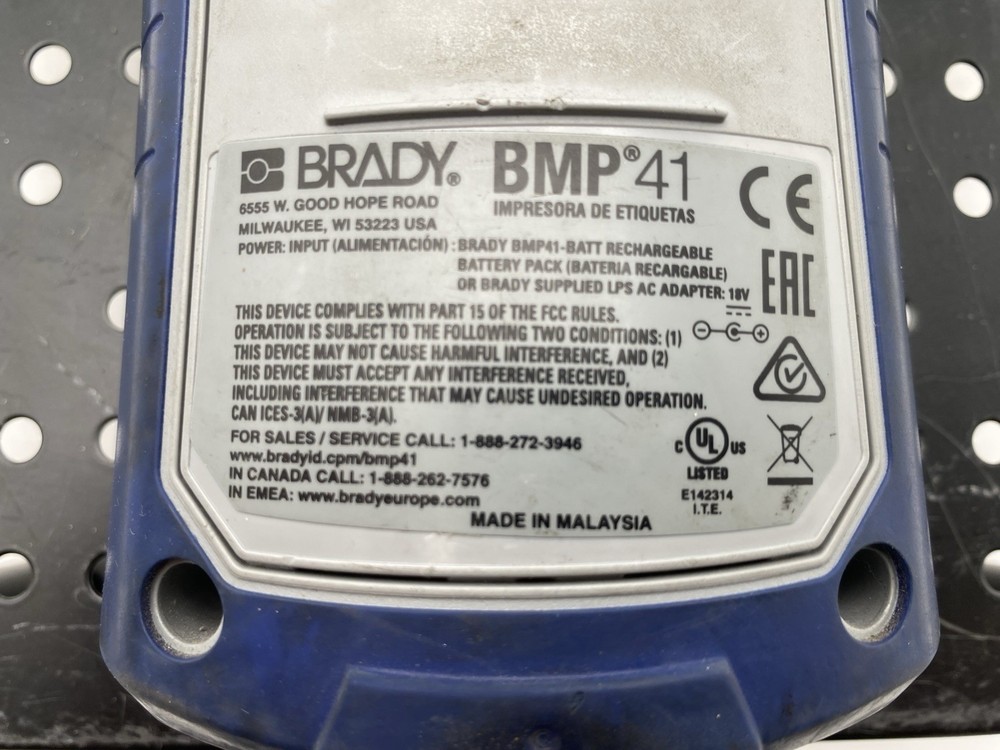 BRADY® BMP®41
6555 W. GOOD HOPE ROAD
MILWAUKEE, WI 53223 USA
IMPRESORA DE ETIQUETAS
CE
POWER: INPUT (ALIMENTACIÓN) : BRADY BMP41-BATT RECHARGEABLE
BATTERY PACK (BATERIA RECARGABLE)
OR BRADY SUPPLIED LPS AC ADAPTER: 18V
EAC
THIS DEVICE COMPLIES WITH PART 15 OF THE FCC RULES.
OPERATION IS SUBJECT TO THE FOLLOWING TWO CONDITIONS: (1)
THIS DEVICE MAY NOT CAUSE HARMFUL INTERFERENCE, AND (2)
THIS DEVICE MUST ACCEPT ANY INTERFERENCE RECEIVED,
INCLUDING INTERFERENCE THAT MAY CAUSE UNDESIRED OPERATION.
CAN ICES-3(A)/ NMB-3(A).
FOR SALES / SERVICE CALL: 1-888-272-3946
www.bradyid.cpm/bmp41
IN CANADA CALL: 1-888-262-7576
IN EMEA: www.bradyeurope.com
C UL US
LISTED
E142314
I.T.E.
MADE IN MALAYSIA